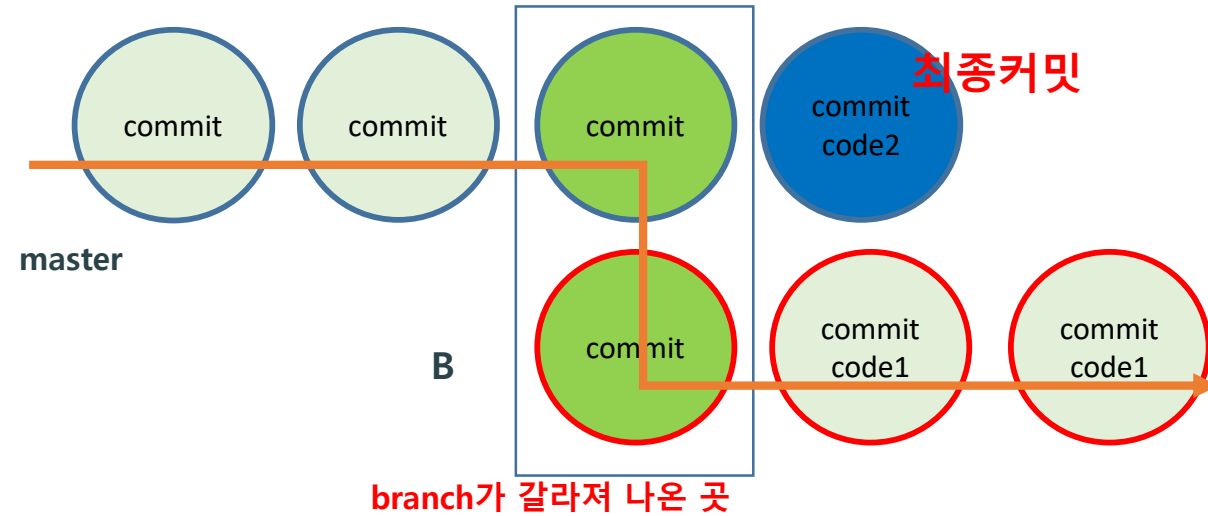 최종커밋
commit
commit
commit
commit
code2
master
B
commit
commit
code1
commit
code1
branch가 갈라져 나온 곳